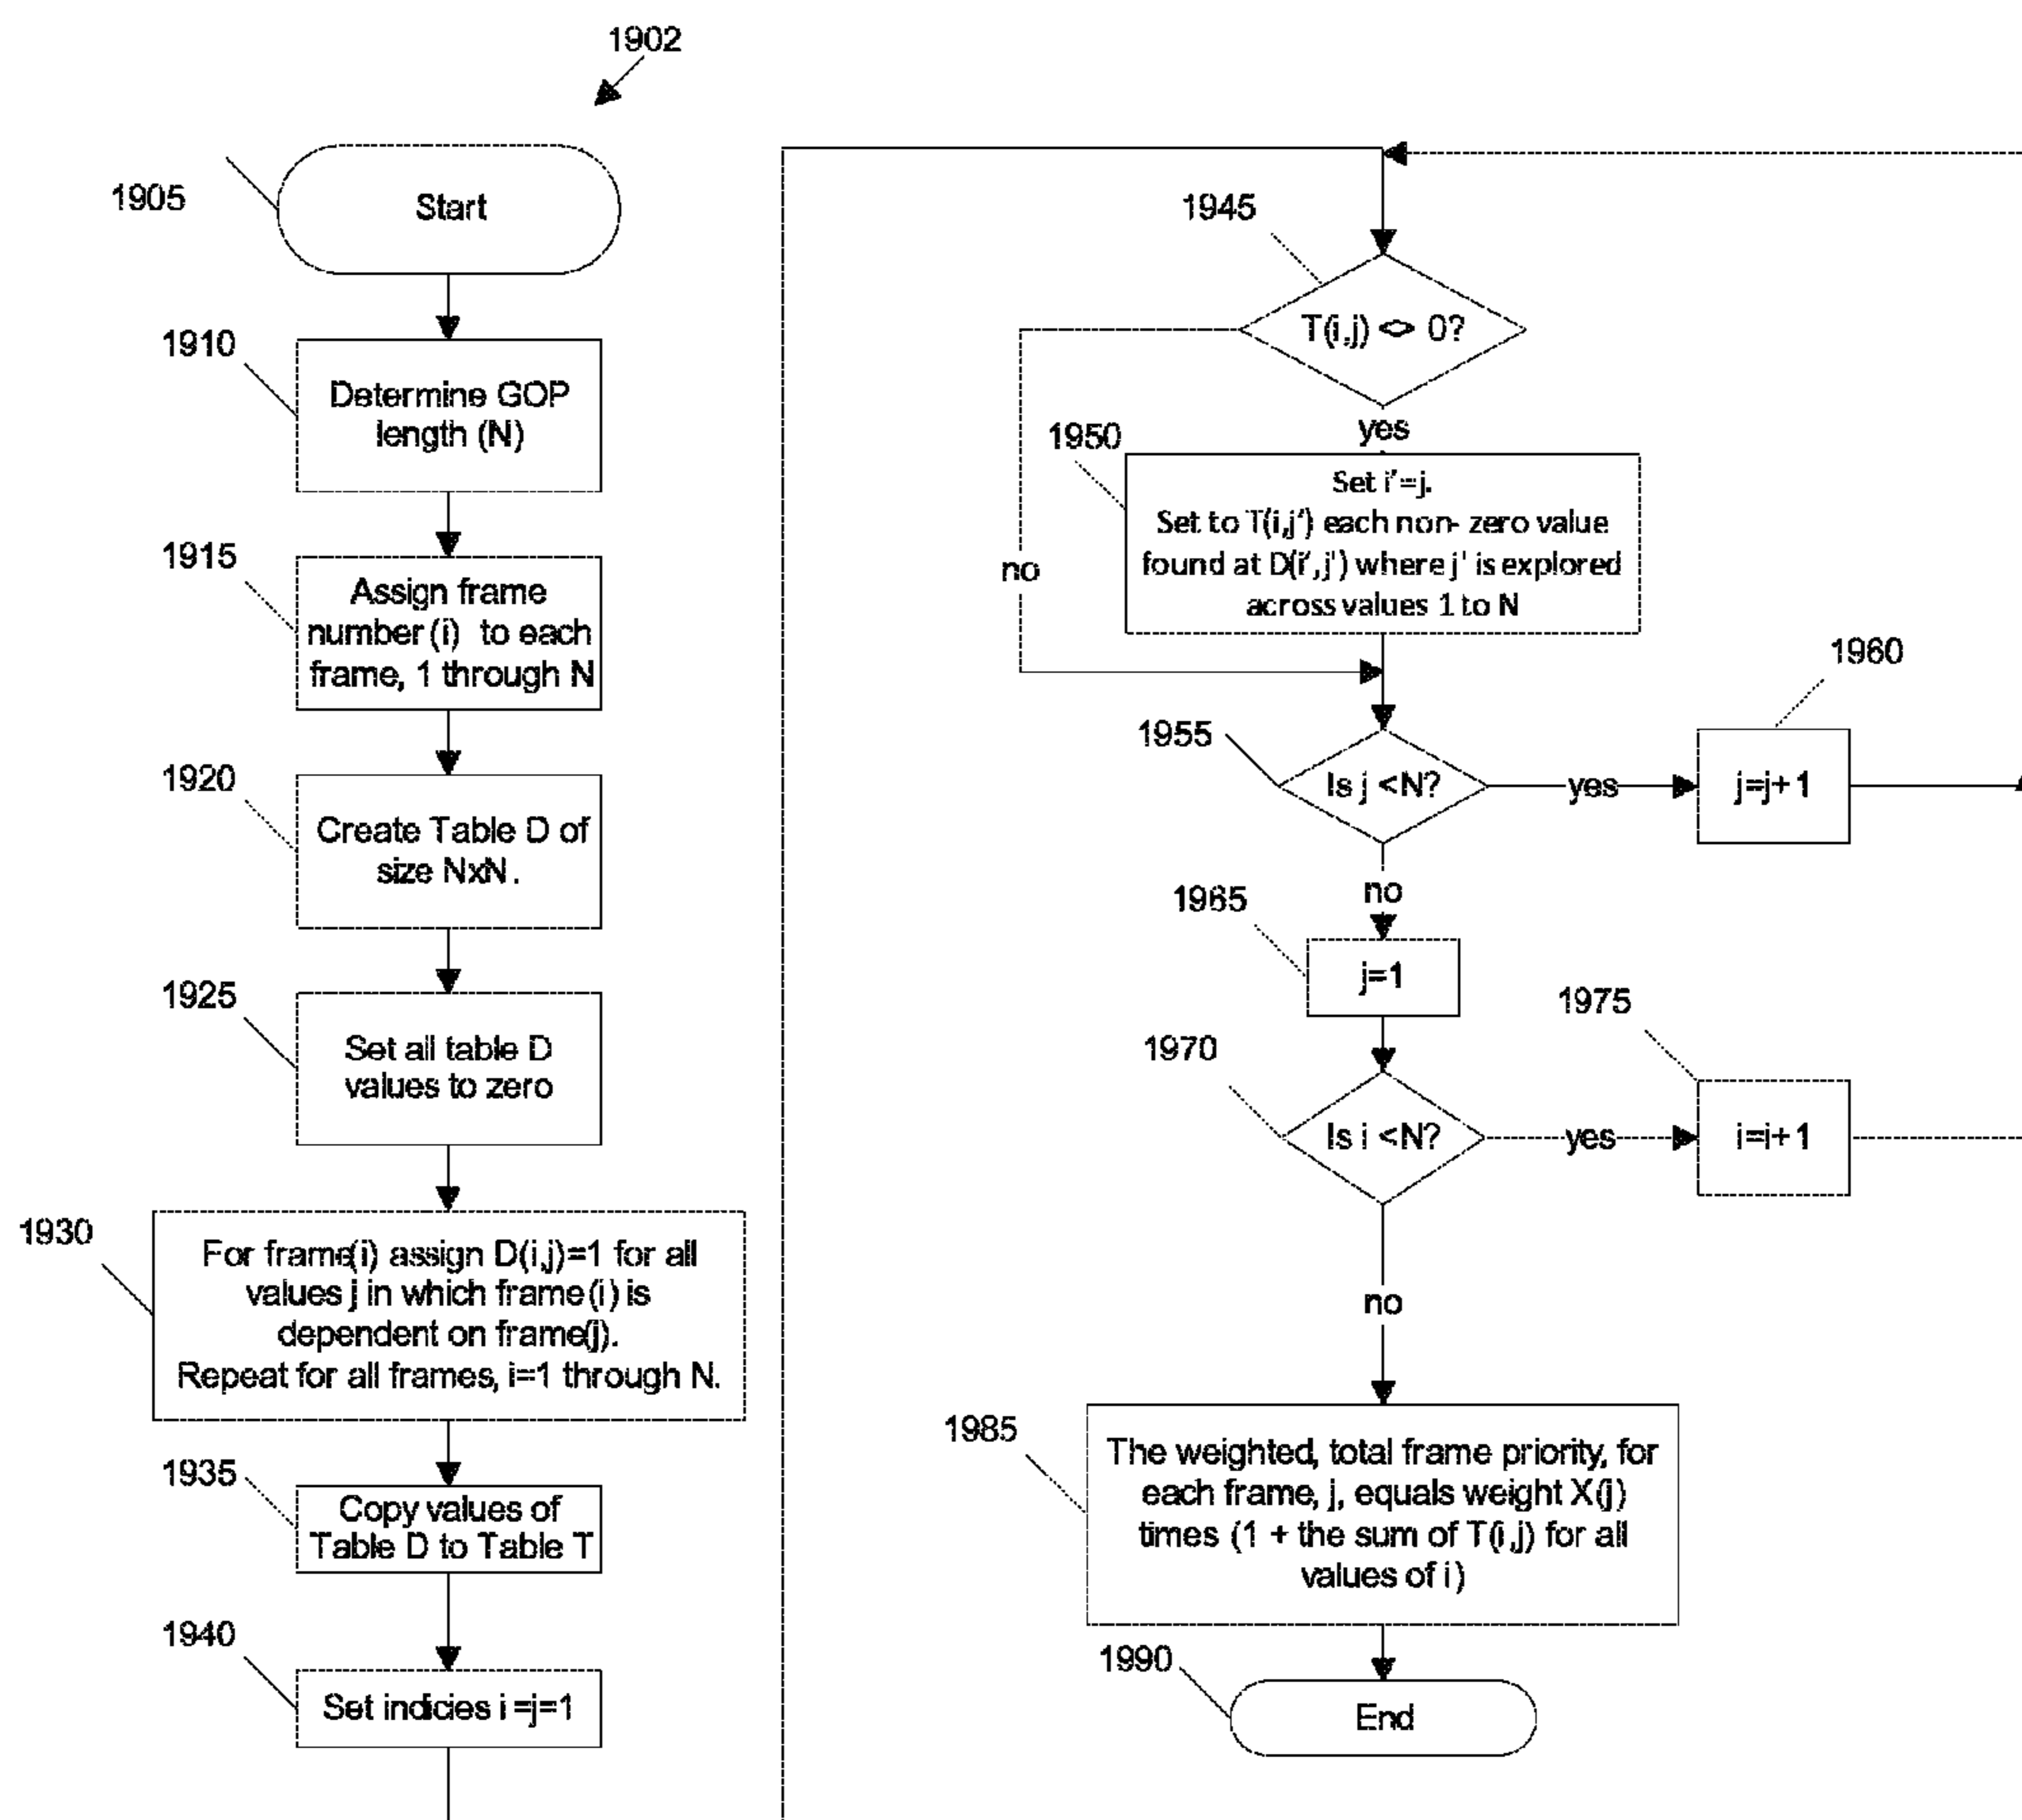 1902
1905
Start
1910
Determine GOP
length (N)
1915
Assign frame
number (i) to each
frame, 1 through N
1920
Create Table D of
size NxN.
1925
Set all table D
values to zero
1930
For frame(i) assign D(i,j)=1 for all
values j in which frame(i) is
dependent on frame(j).
Repeat for all frames, i=1 through N.
1935
Copy values of
Table D to Table T
1940
Set indicies i=j=1
1945
T(i,j) <> 0?
yes
no
1950
Set i'=j.
Set to T(i,j') each non- zero value
found at D(i',j') where j' is explored
across values 1 to N
1955
Is j <N?
yes
1960
j=j+1
no
1965
j=1
1970
Is i <N?
yes
1975
i=i+1
no
1985
The weighted, total frame priority, for
each frame, j, equals weight X(j)
times (1 + the sum of T(i,j) for all
values of i)
1990
End